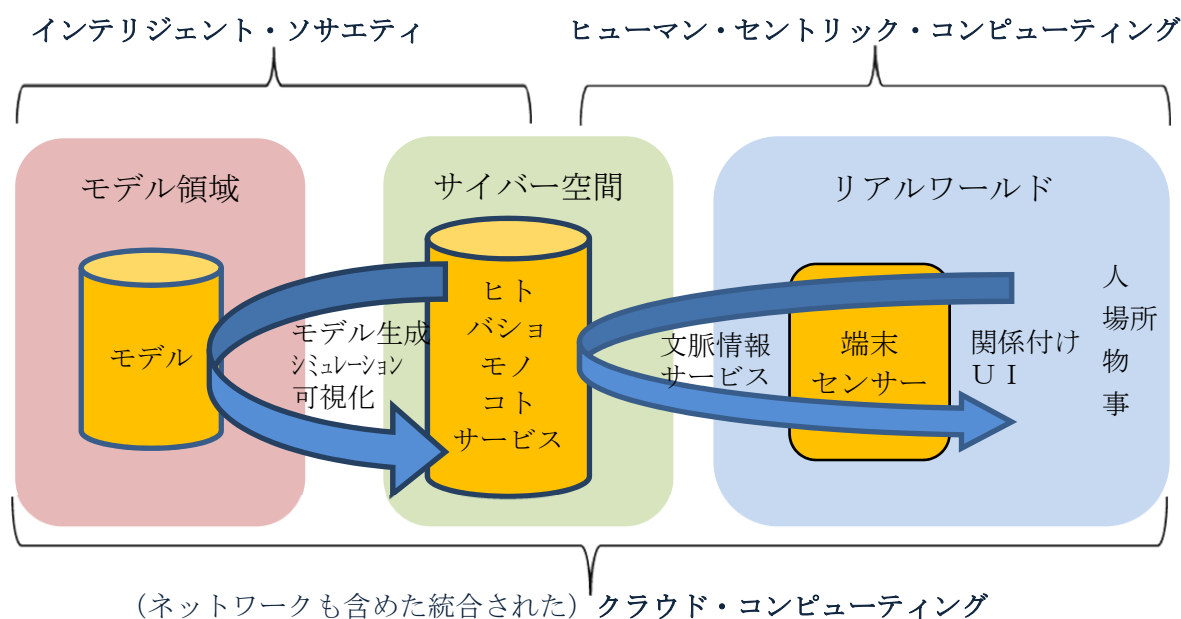 インテリジェント・ソサエティ
ヒューマン・セントリック・コンピューティング
モデル領域
モデル
モデル生成
ｼﾐｭﾚｰｼｮﾝ
可視化
サイバー空間
ヒト
バショ
モノ
コト
サービス
文脈情報
サービス
リアルワールド
端末
センサー
関係付け
ＵＩ
人
場所
物
事
（ネットワークも含めた統合された）クラウド・コンピューティング